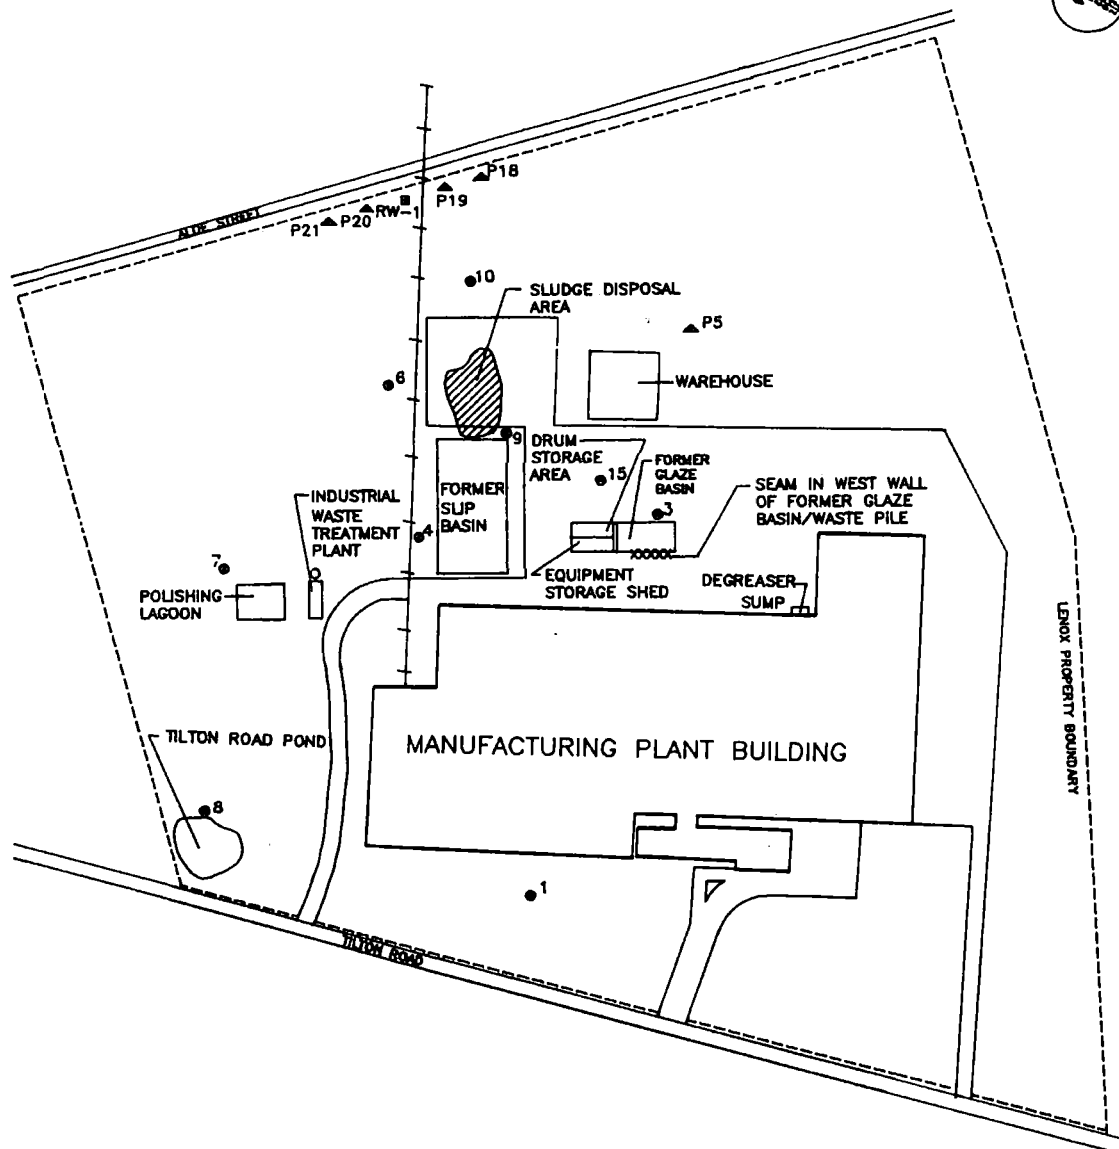 P18
P19
RW-1
P20
P21
ALOE STREET
10
SLUDGE DISPOSAL
AREA
P5
6
WAREHOUSE
9
DRUM
STORAGE
AREA
15
FORMER
GLAZE
BASIN
3
SEAM IN WEST WALL
OF FORMER GLAZE
BASIN/WASTE PILE
FORMER
SLIP
BASIN
INDUSTRIAL
WASTE
TREATMENT
PLANT
4
7
POLISHING
LAGOON
EQUIPMENT
STORAGE SHED
DEGREASER
SUMP
LENOX PROPERTY BOUNDARY
TILTON ROAD POND
MANUFACTURING PLANT BUILDING
8
1
TILTON ROAD